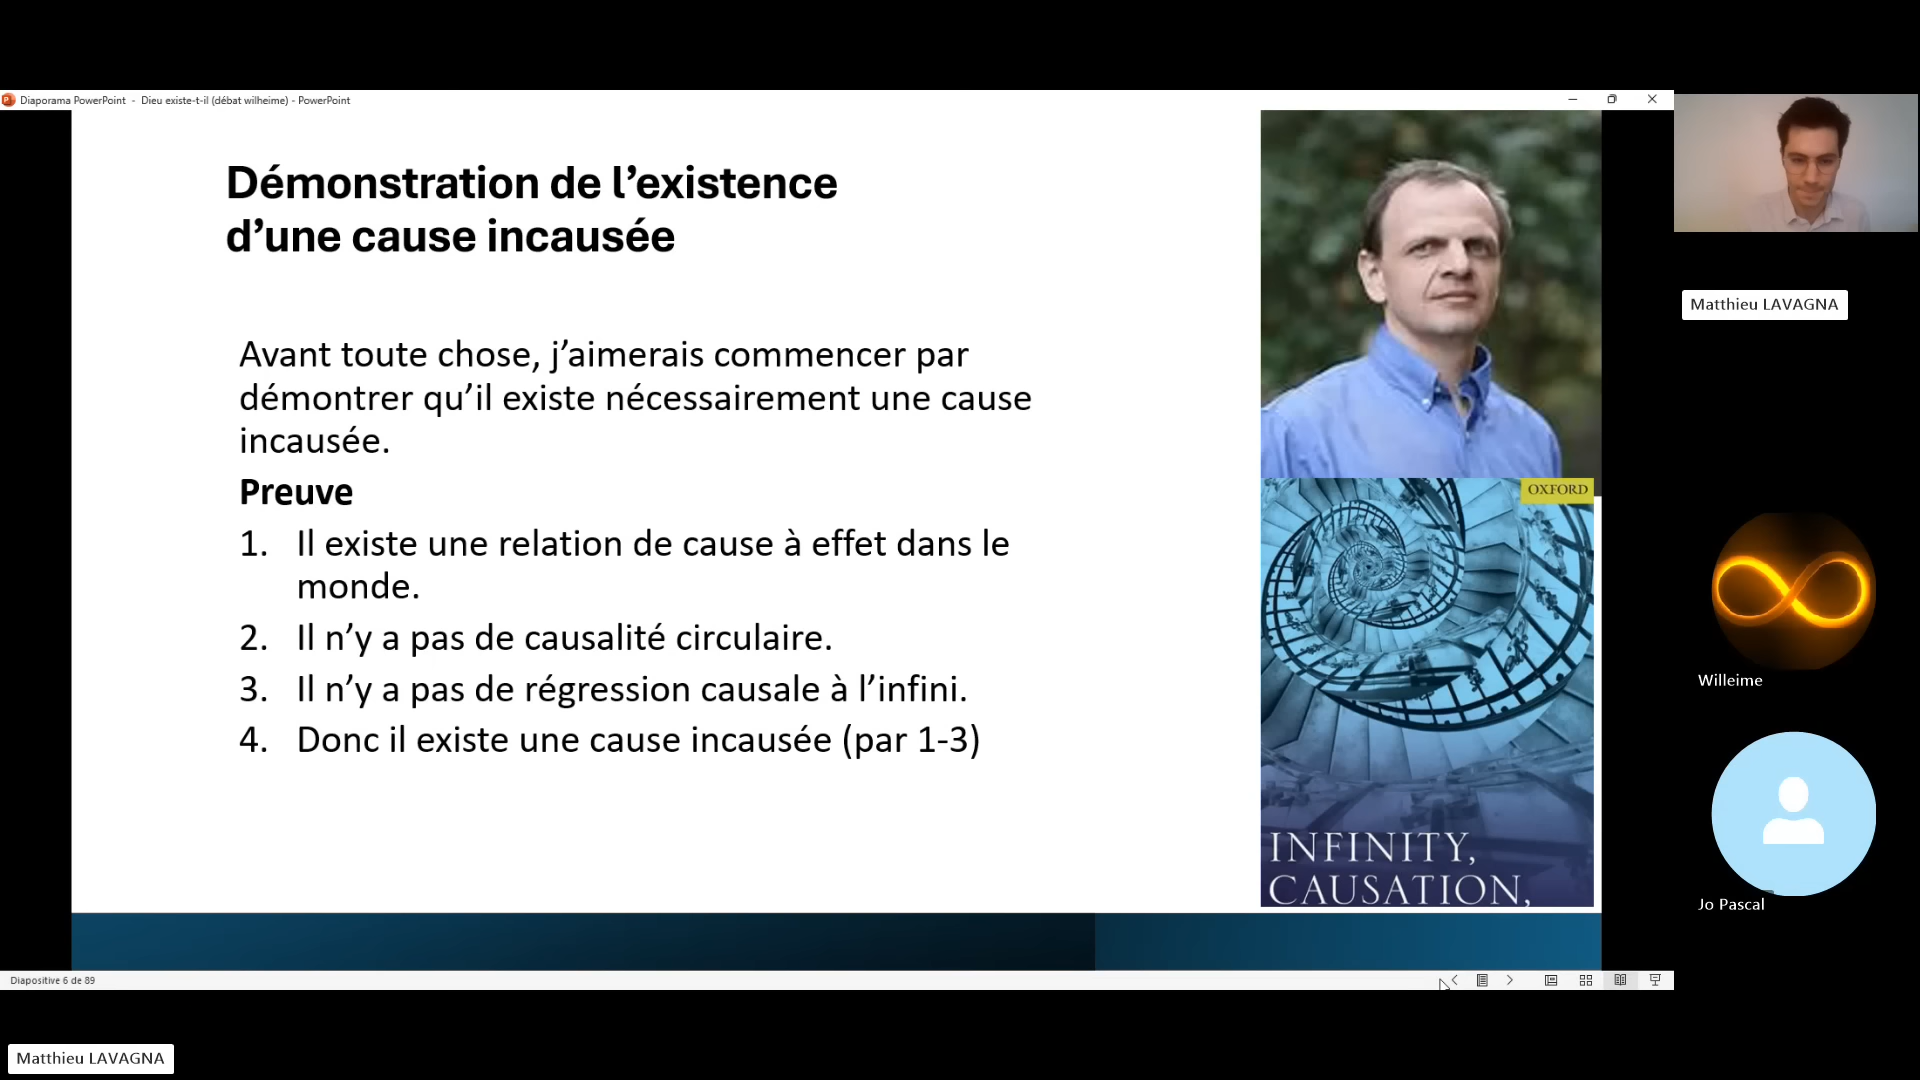 Diaporama PowerPoint - Dieu existe-t-il (débat wilheime) - PowerPoint
Démonstration de l’existence
d’une cause incausée
Avant toute chose, j’aimerais commencer par
démontrer qu’il existe nécessairement une cause
incausée.
Preuve
1. Il existe une relation de cause à effet dans le
monde.
2. Il n’y a pas de causalité circulaire.
3. Il n’y a pas de régression causale à l’infini.
4. Donc il existe une cause incausée (par 1-3)
OXFORD
INFINITY,
CAUSATION,
Matthieu LAVAGNA
Willeime
Jo Pascal
Diapositive 6 de 89
Matthieu LAVAGNA